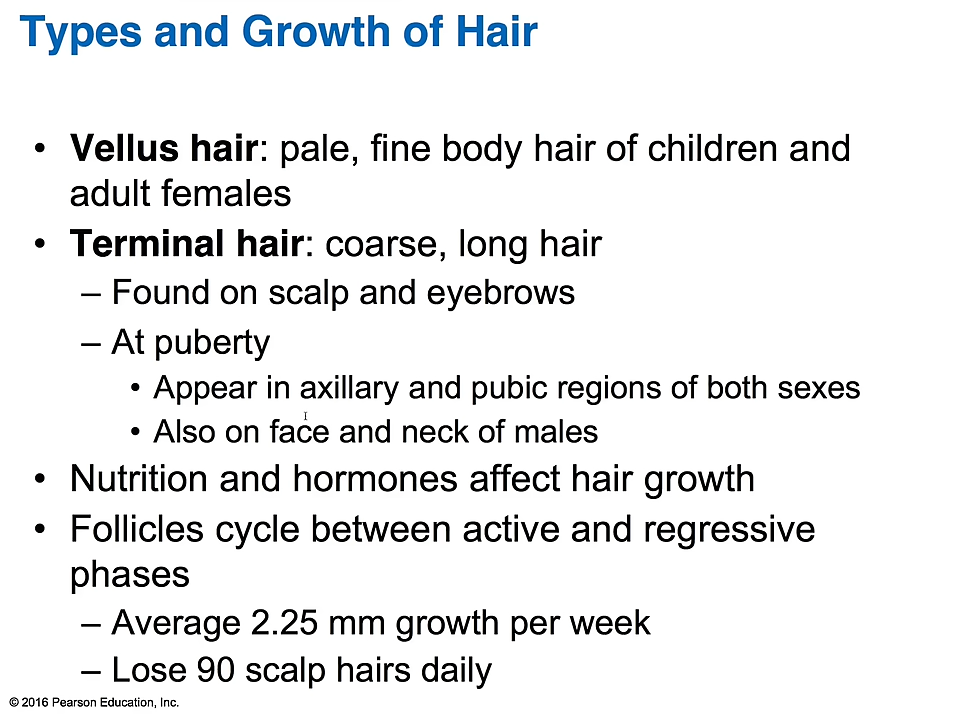 Types and Growth of Hair
• Vellus hair: pale, fine body hair of children and
adult females
• Terminal hair: coarse, long hair
– Found on scalp and eyebrows
– At puberty
• Appear in axillary and pubic regions of both sexes
• Also on face and neck of males
• Nutrition and hormones affect hair growth
• Follicles cycle between active and regressive
phases
– Average 2.25 mm growth per week
– Lose 90 scalp hairs daily
© 2016 Pearson Education, Inc.